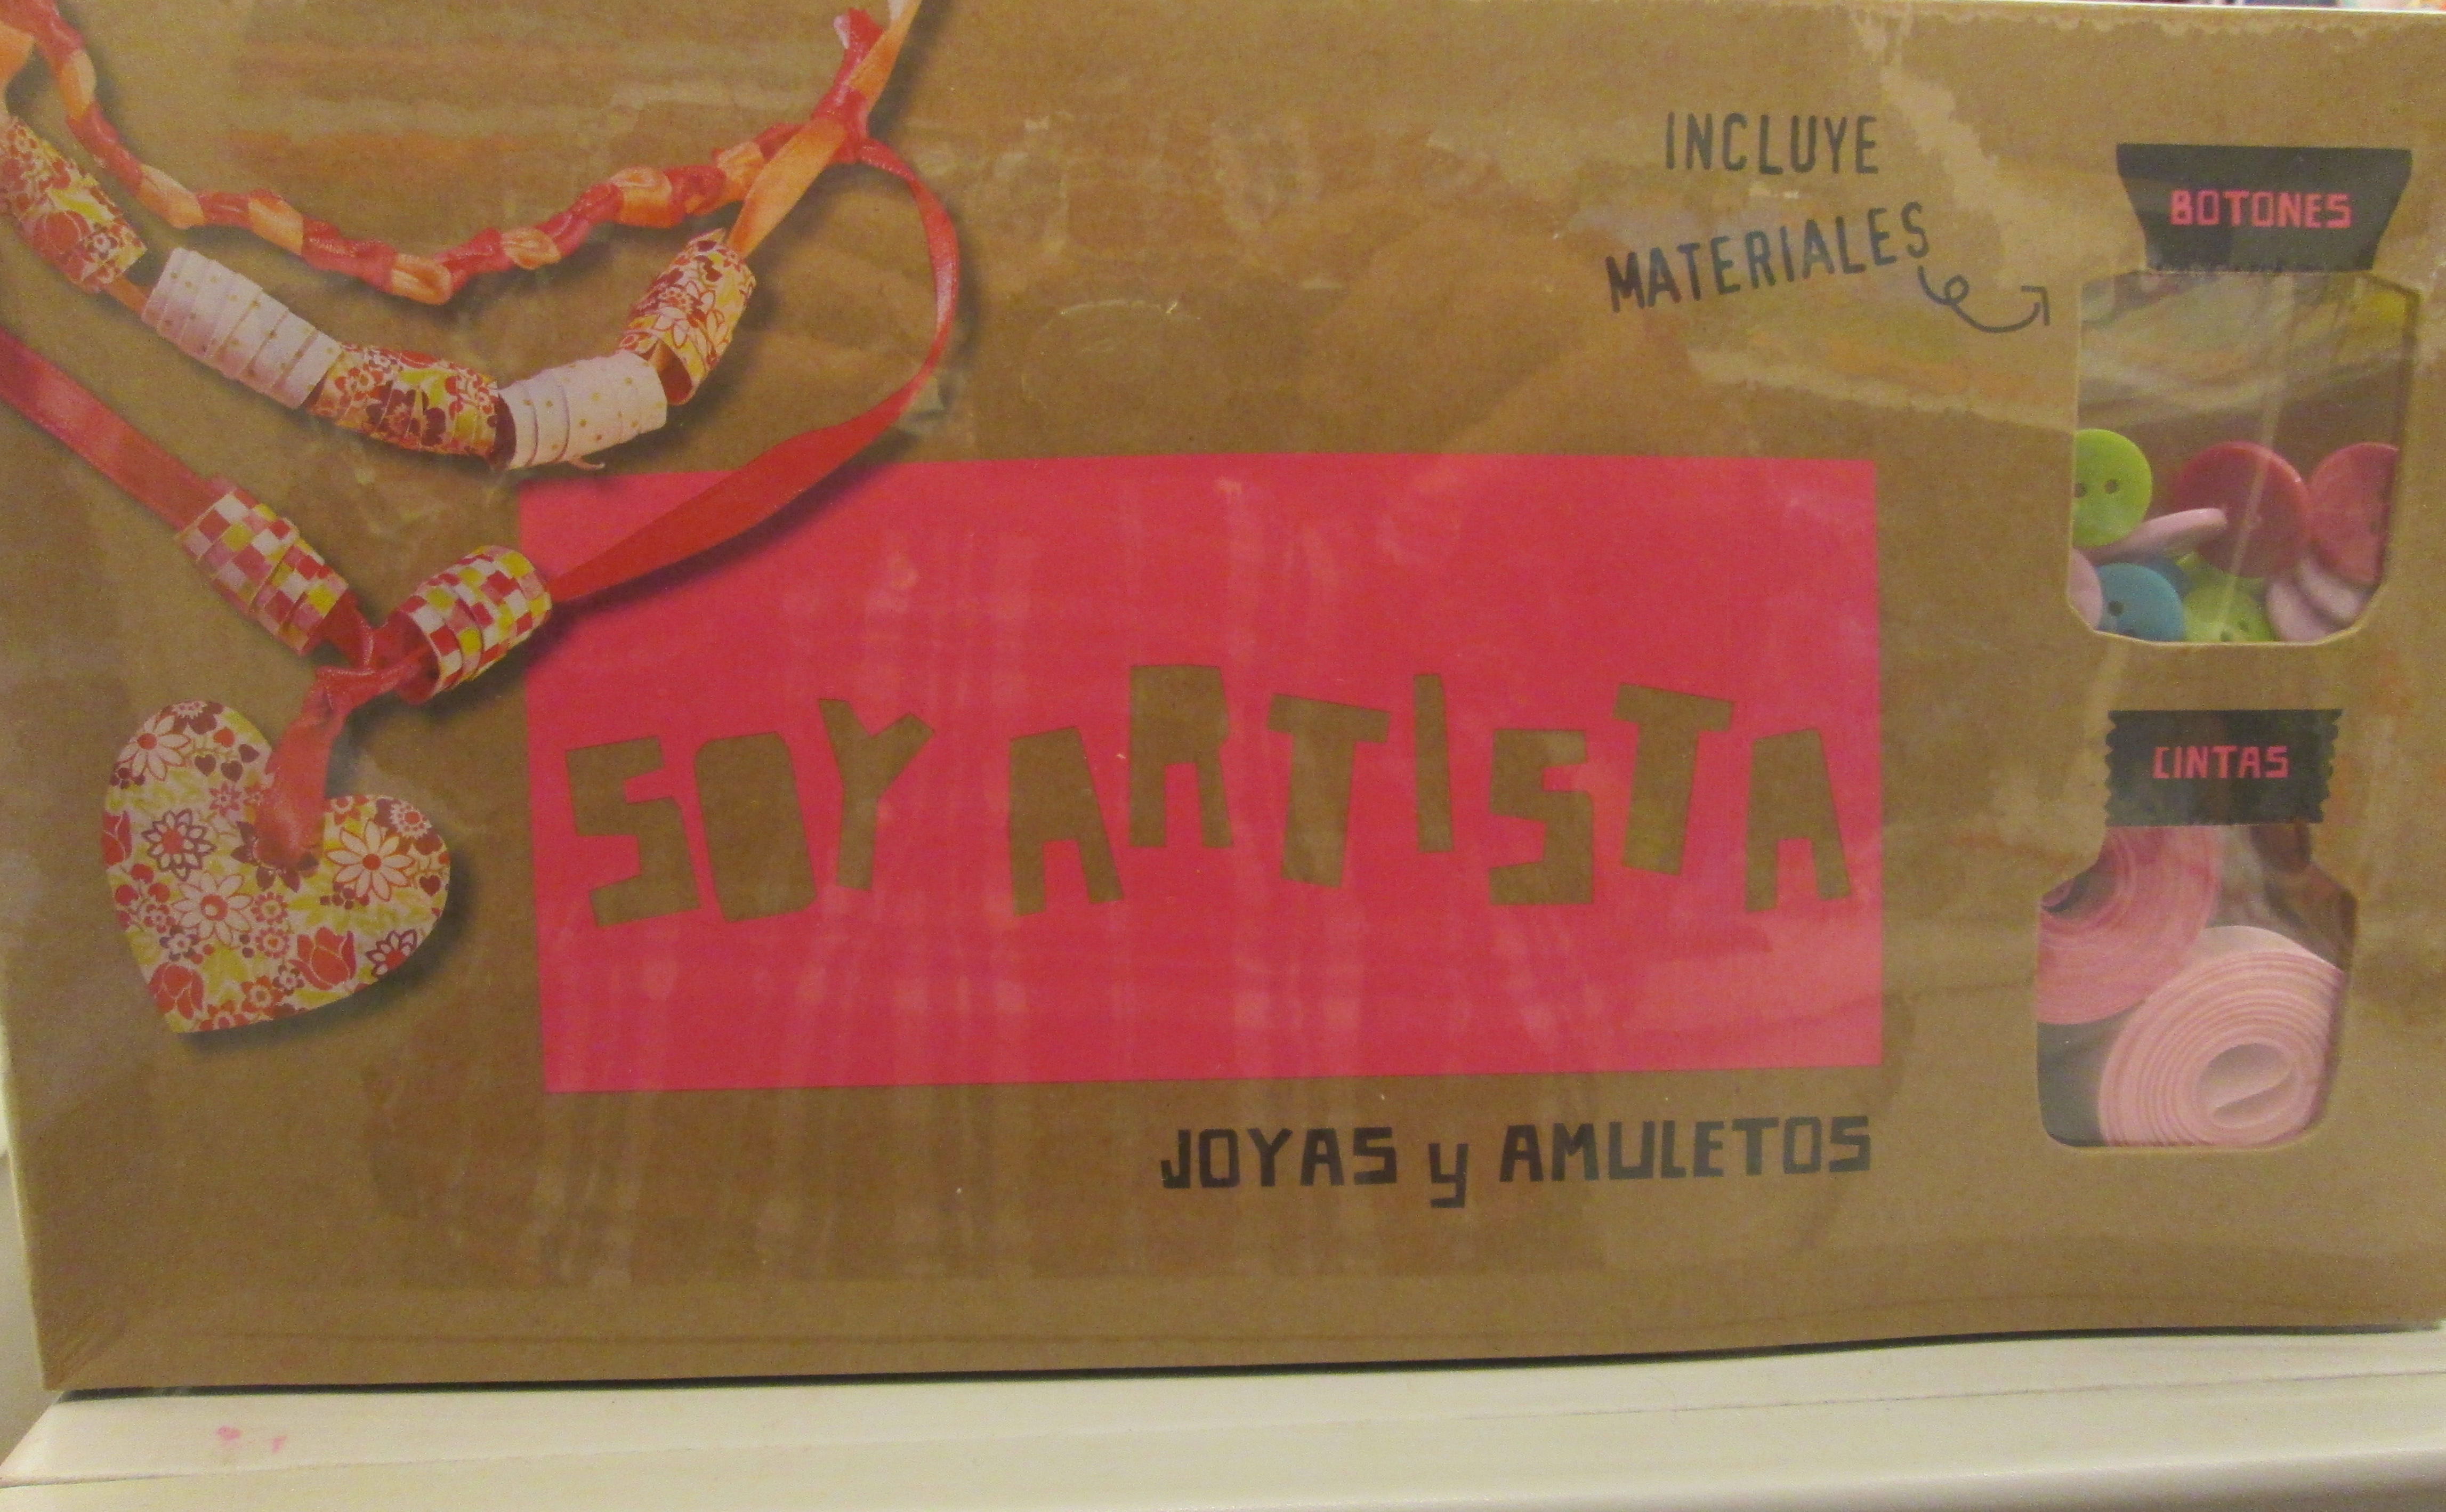 INCLUYE
MATERIALES
BOTONES
SOY ARTISTA
CINTAS
JOYAS y AMULETOS